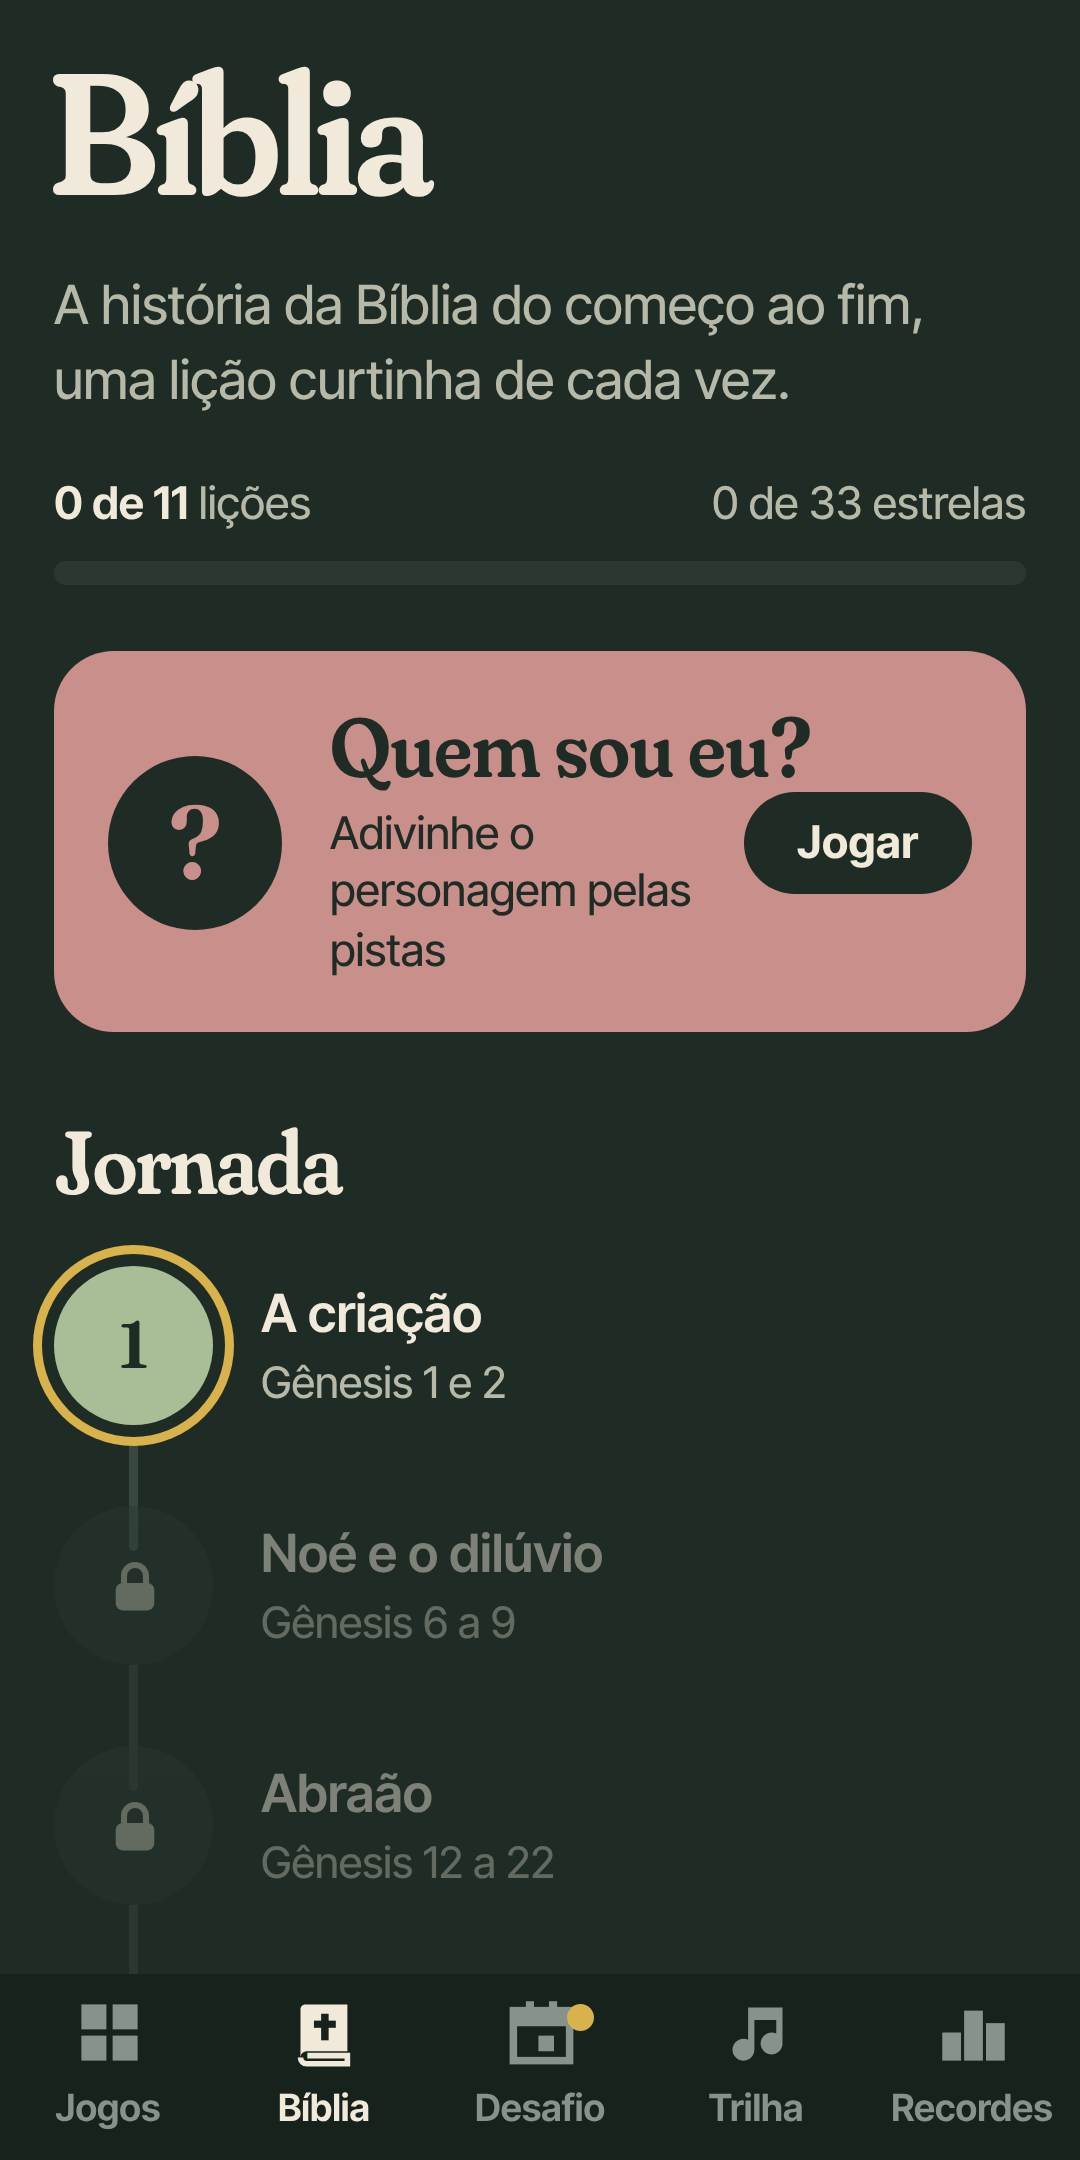 Bíblia
A história da Bíblia do começo ao fim,
uma lição curtinha de cada vez.
0 de 11 lições
0 de 33 estrelas
?
Quem sou eu?
Adivinhe o
personagem pelas
pistas
Jogar
Jornada
1
A criação
Gênesis 1 e 2
Noé e o dilúvio
Gênesis 6 a 9
Abraão
Gênesis 12 a 22
Jogos
Bíblia
Desafio
Trilha
Recordes